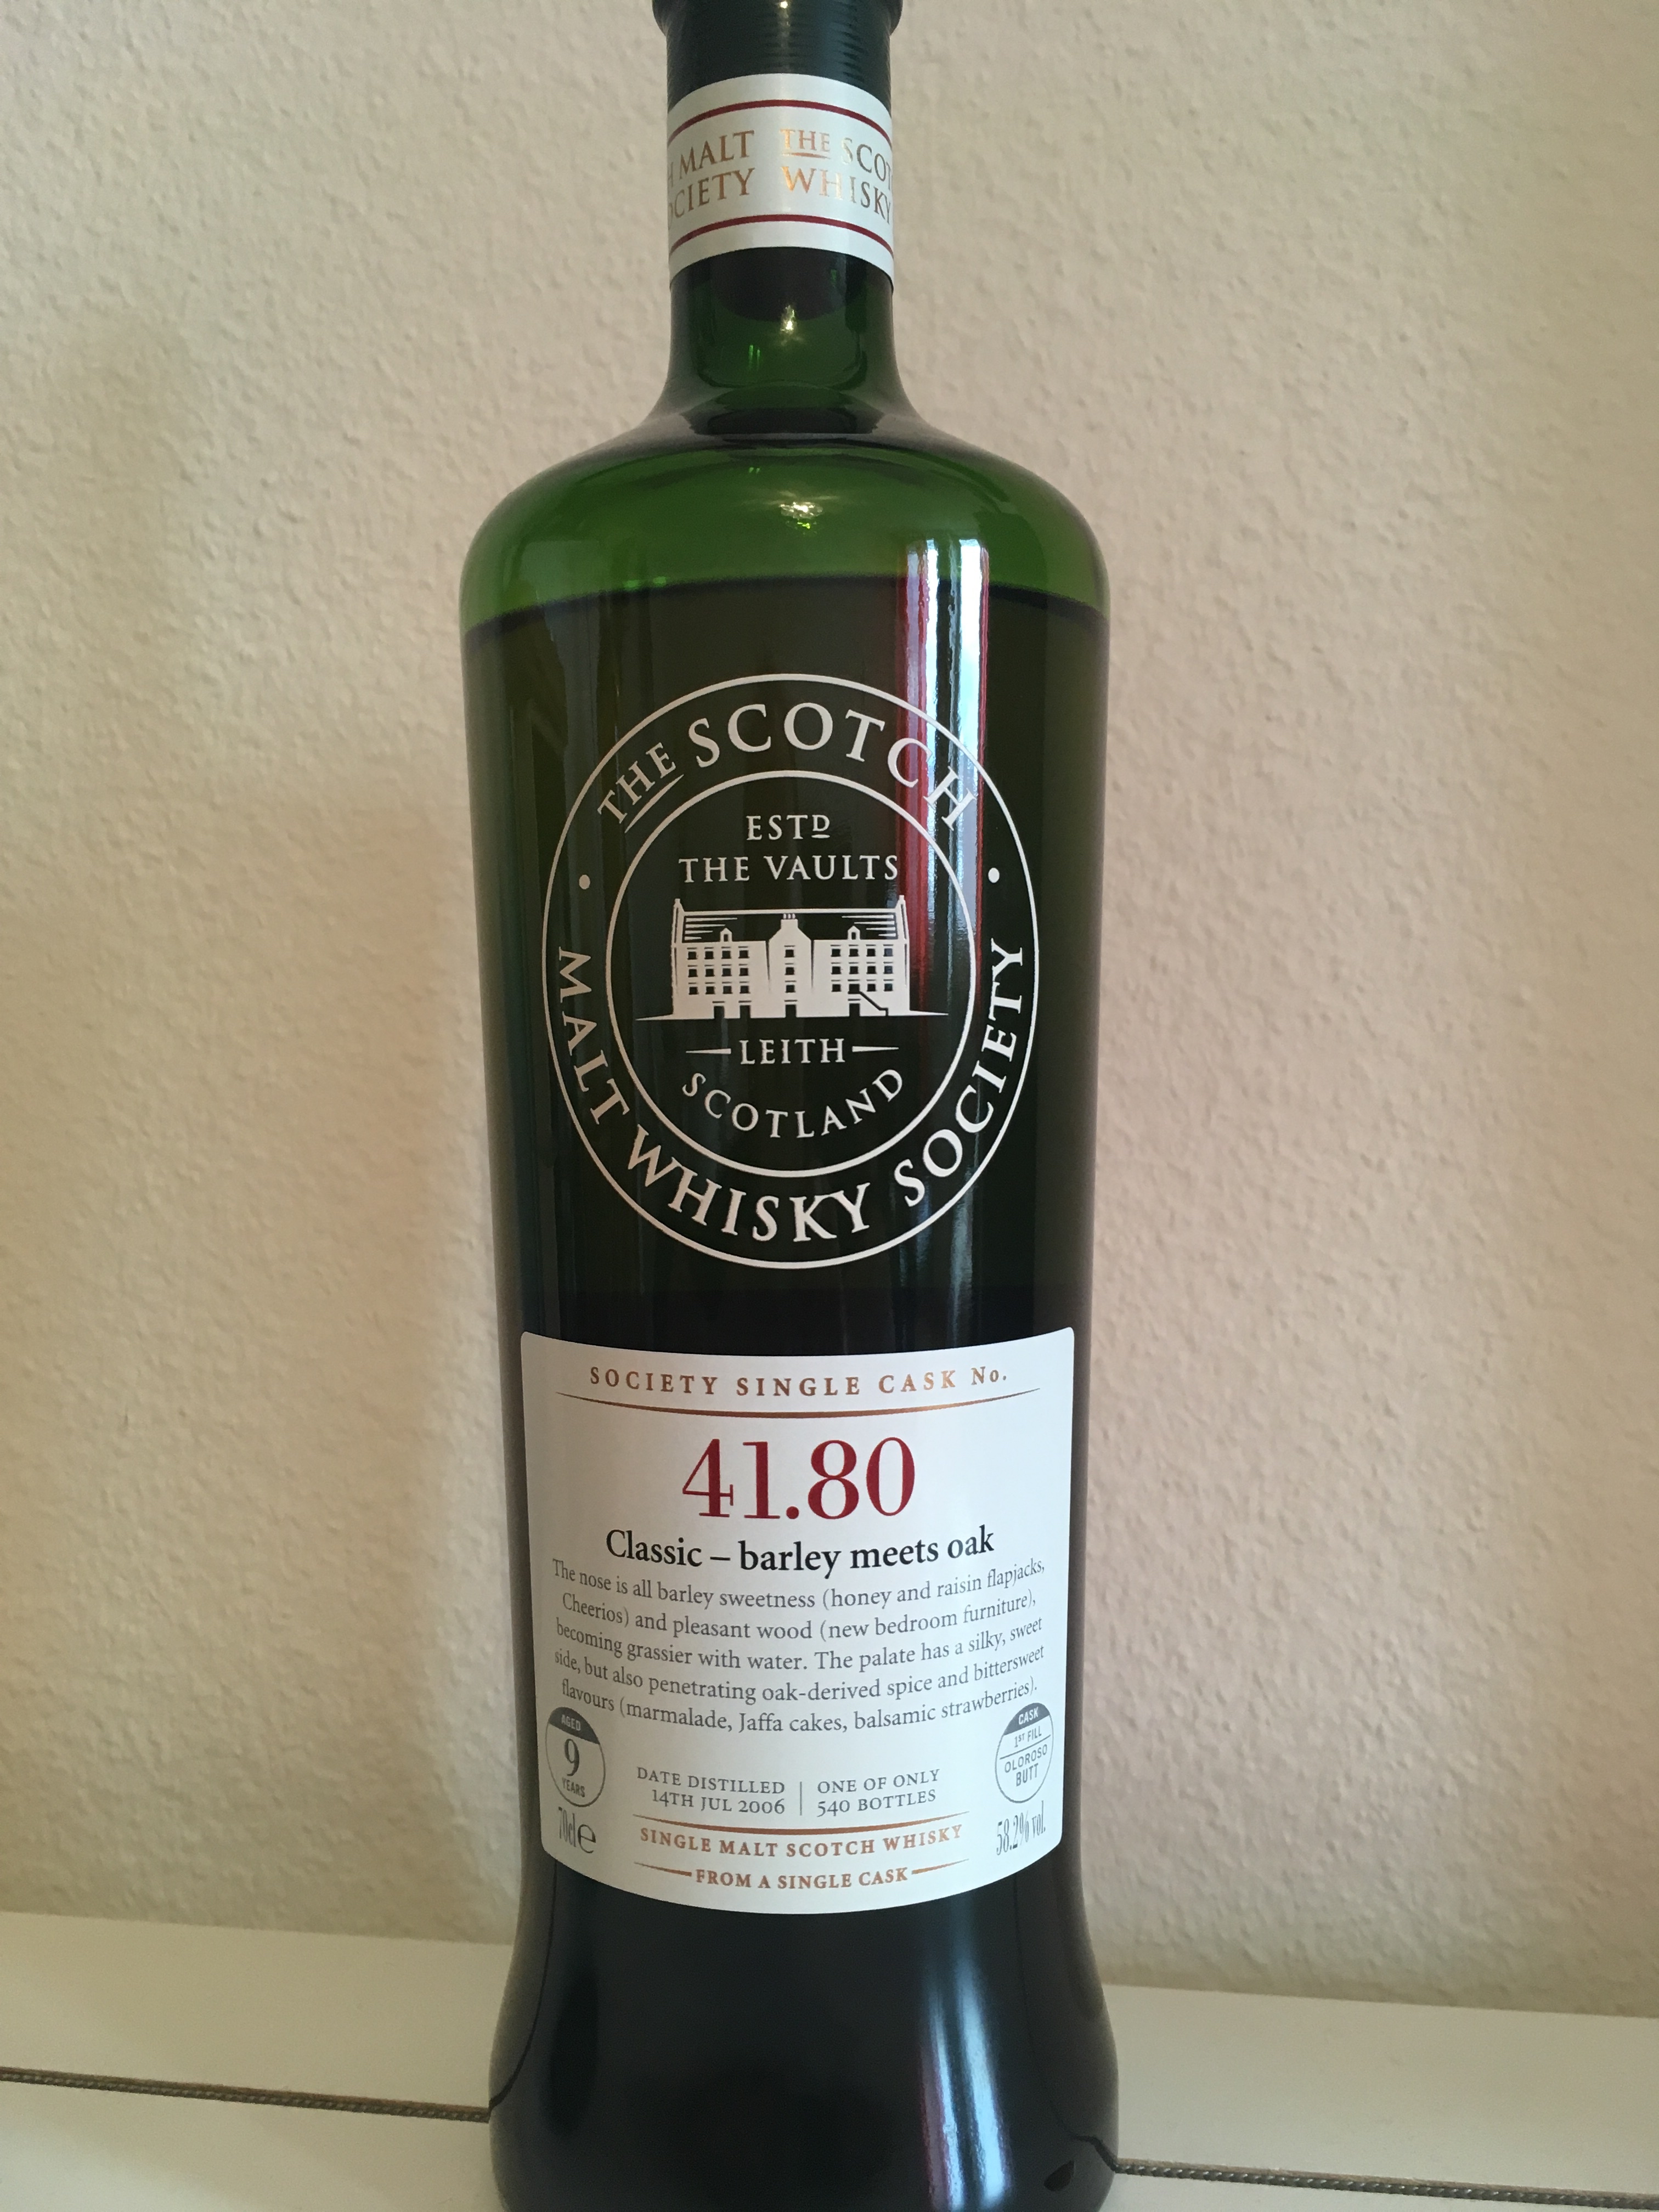 MALT THE
WHISKY
THE SCOTCH
ESTD
THE VAULTS
LEITH
SCOTLAND
MALT WHISKY SOCIETY
SOCIETY SINGLE CASK No.
41.80
Classic – barley meets oak
The nose is all barley sweetness (honey and raisin flapjacks,
Cheerios) and pleasant wood (new bedroom furniture),
becoming grassier with water. The palate has a silky, sweet
side, but also penetrating oak-derived spice and bittersweet
flavours (marmalade, Jaffa cakes, balsamic strawberries).
AGED
9
YEARS
CASK
1ST FILL
OLOROSO
BUTT
DATE DISTILLED
14TH JUL 2006
ONE OF ONLY
540 BOTTLES
70cl e
58.2% vol.
SINGLE MALT SCOTCH WHISKY
FROM A SINGLE CASK